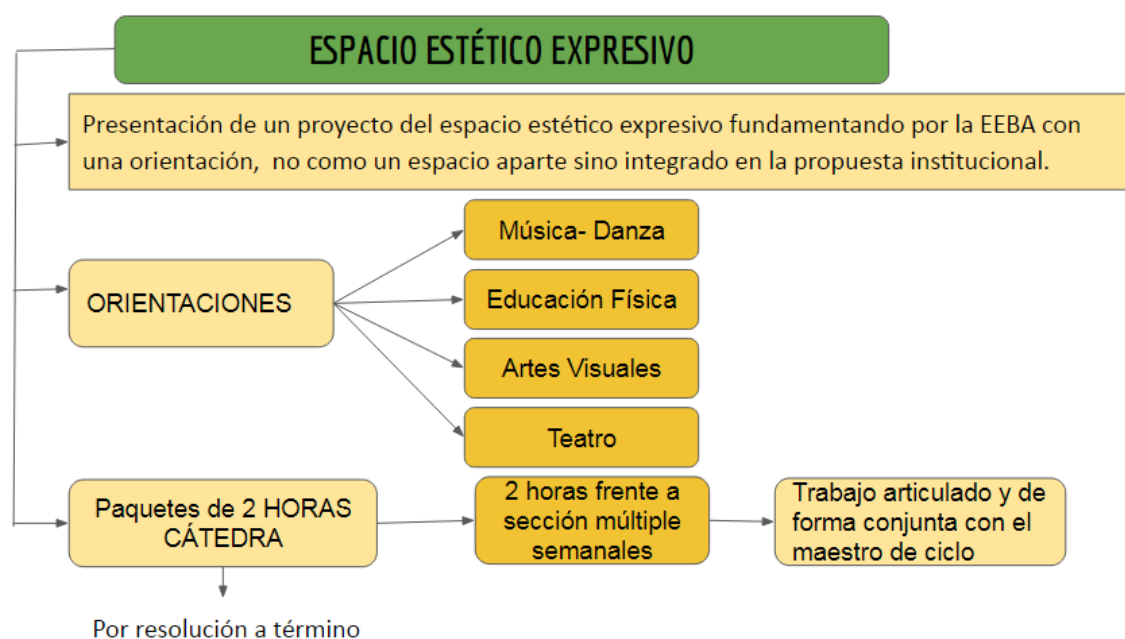 ESPACIO ESTÉTICO EXPRESIVO
Presentación de un proyecto del espacio estético expresivo fundamentando por la EEBA con
una orientación, no como un espacio aparte sino integrado en la propuesta institucional.
ORIENTACIONES
Música- Danza
Educación Física
Artes Visuales
Teatro
Paquetes de 2 HORAS
CÁTEDRA
2 horas frente a
sección múltiple
semanales
Trabajo articulado y de
forma conjunta con el
maestro de ciclo
Por resolución a término